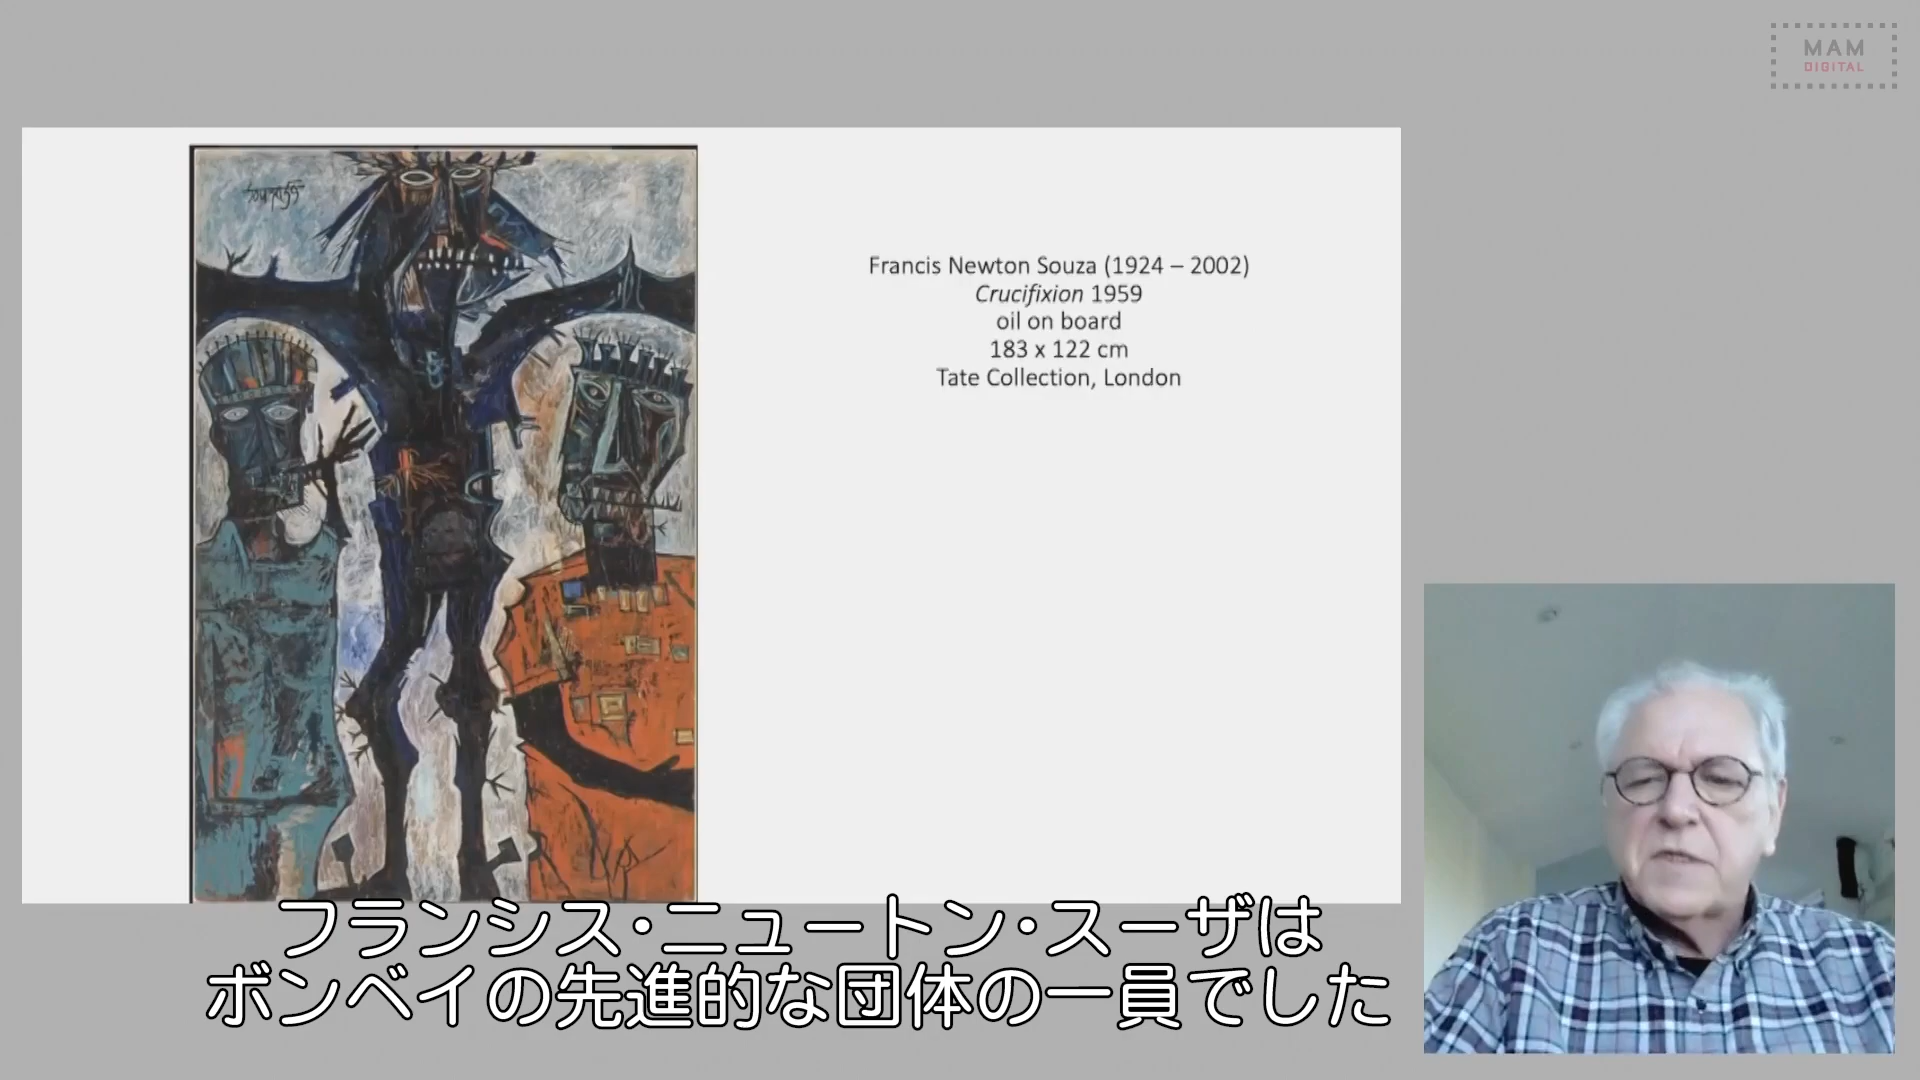 MAM
DIGITAL
Francis Newton Souza (1924 – 2002)
Crucifixion 1959
oil on board
183 x 122 cm
Tate Collection, London
フランシス・ニュートン・スーザは
ボンベイの先進的な団体の一員でした